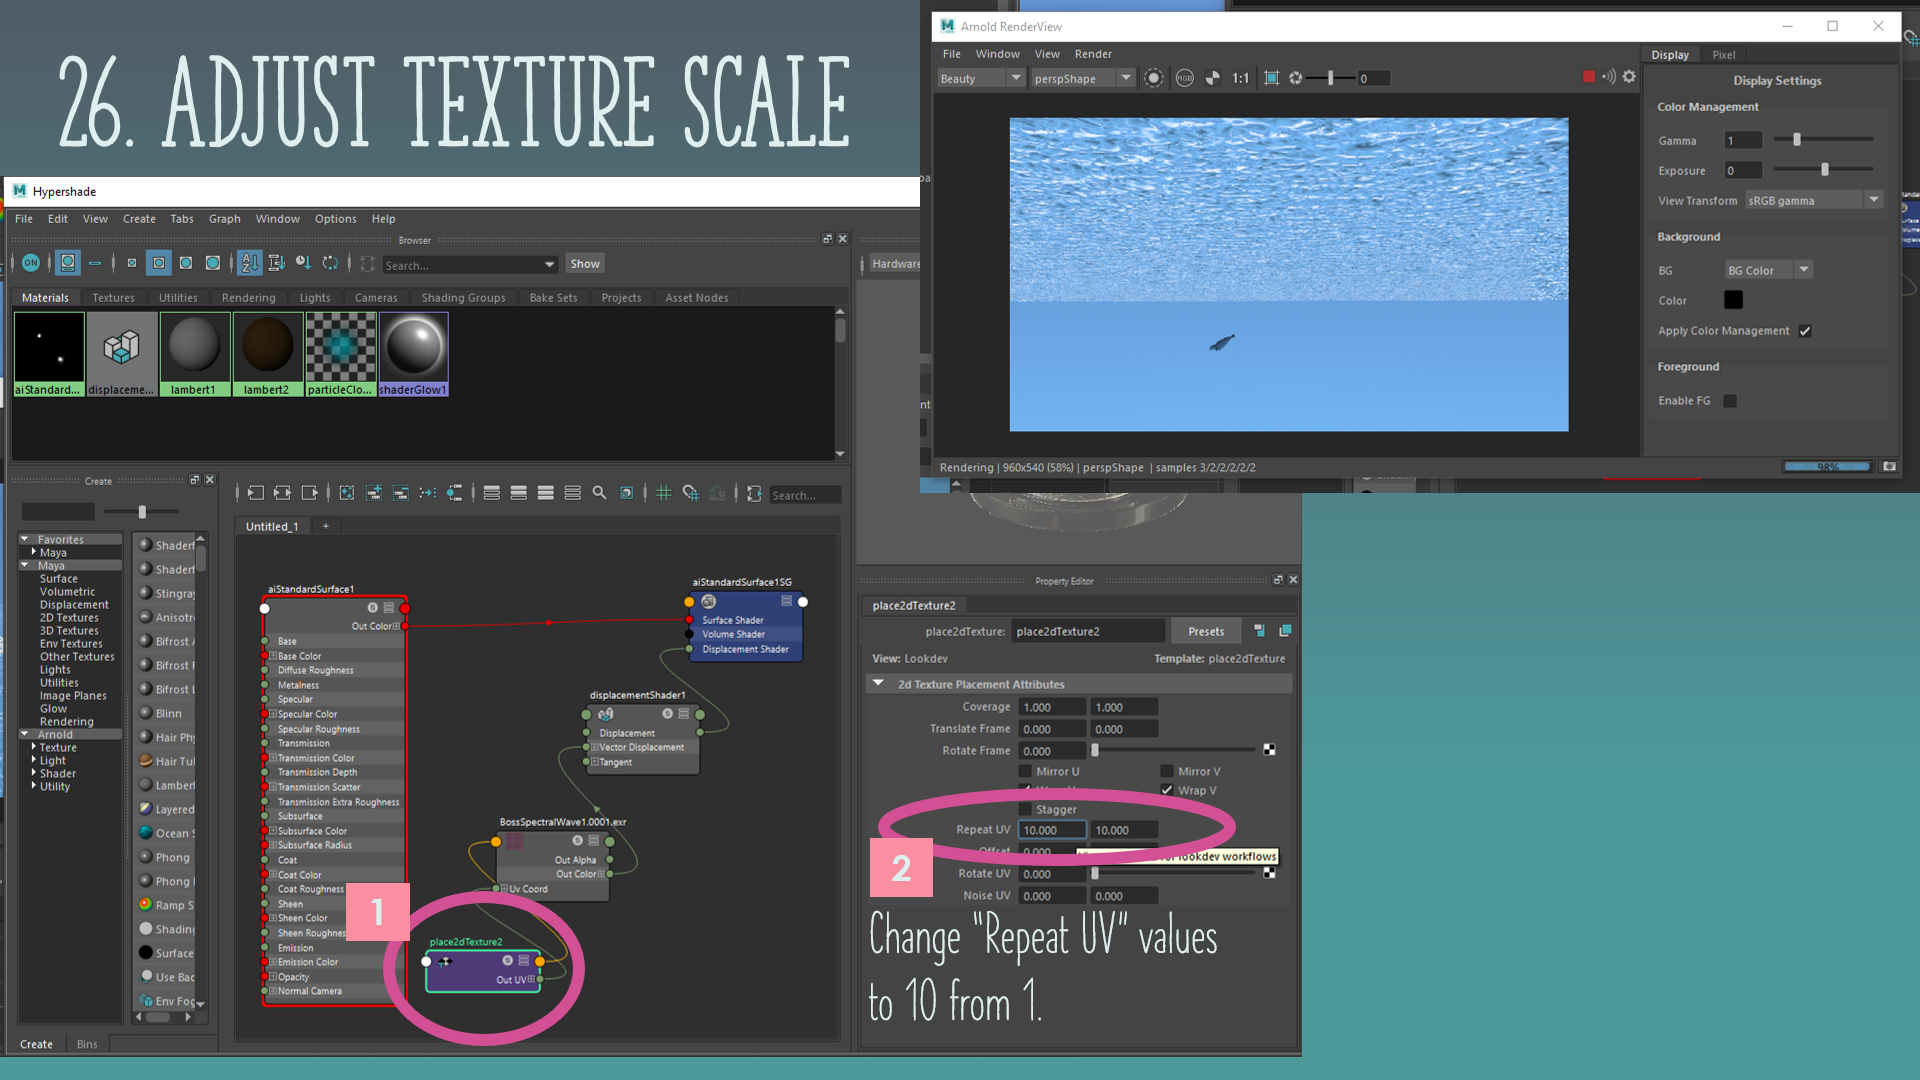 26. ADJUST TEXTURE SCALE
Arnold RenderView
File Window View Render
Beauty perspShape RGB 1:1 0
Display Pixel
Display Settings
Color Management
Gamma 1
Exposure 0
View Transform sRGB gamma
Background
BG BG Color
Color
Apply Color Management
Foreground
Enable FG
Rendering | 960x540 (58%) | perspShape | samples 3/2/2/2/2/2
98%
Hypershade
File Edit View Create Tabs Graph Window Options Help
Browser
ON Search... Show
Hardware
Materials Textures Utilities Rendering Lights Cameras Shading Groups Bake Sets Projects Asset Nodes
aiStandard... displaceme... lambert1 lambert2 particleClo... shaderGlow1
Create
Search...
Untitled_1 +
Favorites
Maya
Maya
Surface
Volumetric
Displacement
2D Textures
3D Textures
Env Textures
Other Textures
Lights
Utilities
Image Planes
Glow
Rendering
Arnold
Texture
Light
Shader
Utility
Shaderf
Shaderf
Stingray
Anisotr
Bifrost
Bifrost
Bifrost
Blinn
Hair Ph
Hair Tu
Lambert
Layered
Ocean S
Phong
Phong
Ramp S
Shading
Surface
Use Bac
Env Fog
Create Bins
aiStandardSurface1
Out Color
Base
Base Color
Diffuse Roughness
Metalness
Specular
Specular Color
Specular Roughness
Transmission
Transmission Color
Transmission Depth
Transmission Scatter
Transmission Extra Roughness
Subsurface
Subsurface Color
Subsurface Radius
Coat
Coat Color
Coat Roughness
Sheen
Sheen Color
Sheen Roughness
Emission
Emission Color
Opacity
Normal Camera
aiStandardSurface1SG
Surface Shader
Volume Shader
Displacement Shader
displacementShader1
Displacement
Vector Displacement
Tangent
BossSpectralWave1.0001.exr
Out Alpha
Out Color
Uv Coord
1
place2dTexture2
Out UV
Property Editor
place2dTexture2
place2dTexture: place2dTexture2 Presets
View: Lookdev Template: place2dTexture
2d Texture Placement Attributes
Coverage 1.000 1.000
Translate Frame 0.000 0.000
Rotate Frame 0.000
Mirror U Mirror V
Wrap V
Stagger
Repeat UV 10.000 10.000
Offset 0.000
lookdev workflows
Rotate UV 0.000
Noise UV 0.000 0.000
2
Change "Repeat UV" values
to 10 from 1.